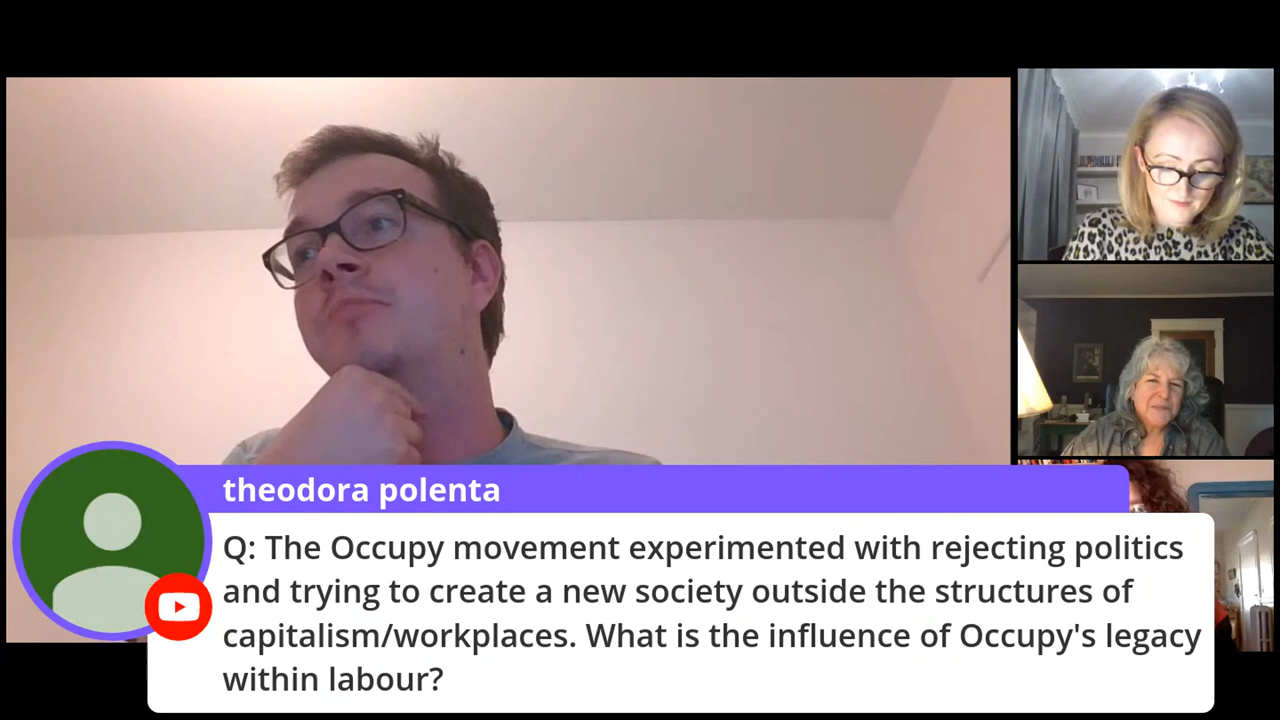 theodora polenta
Q: The Occupy movement experimented with rejecting politics
and trying to create a new society outside the structures of
capitalism/workplaces. What is the influence of Occupy's legacy
within labour?